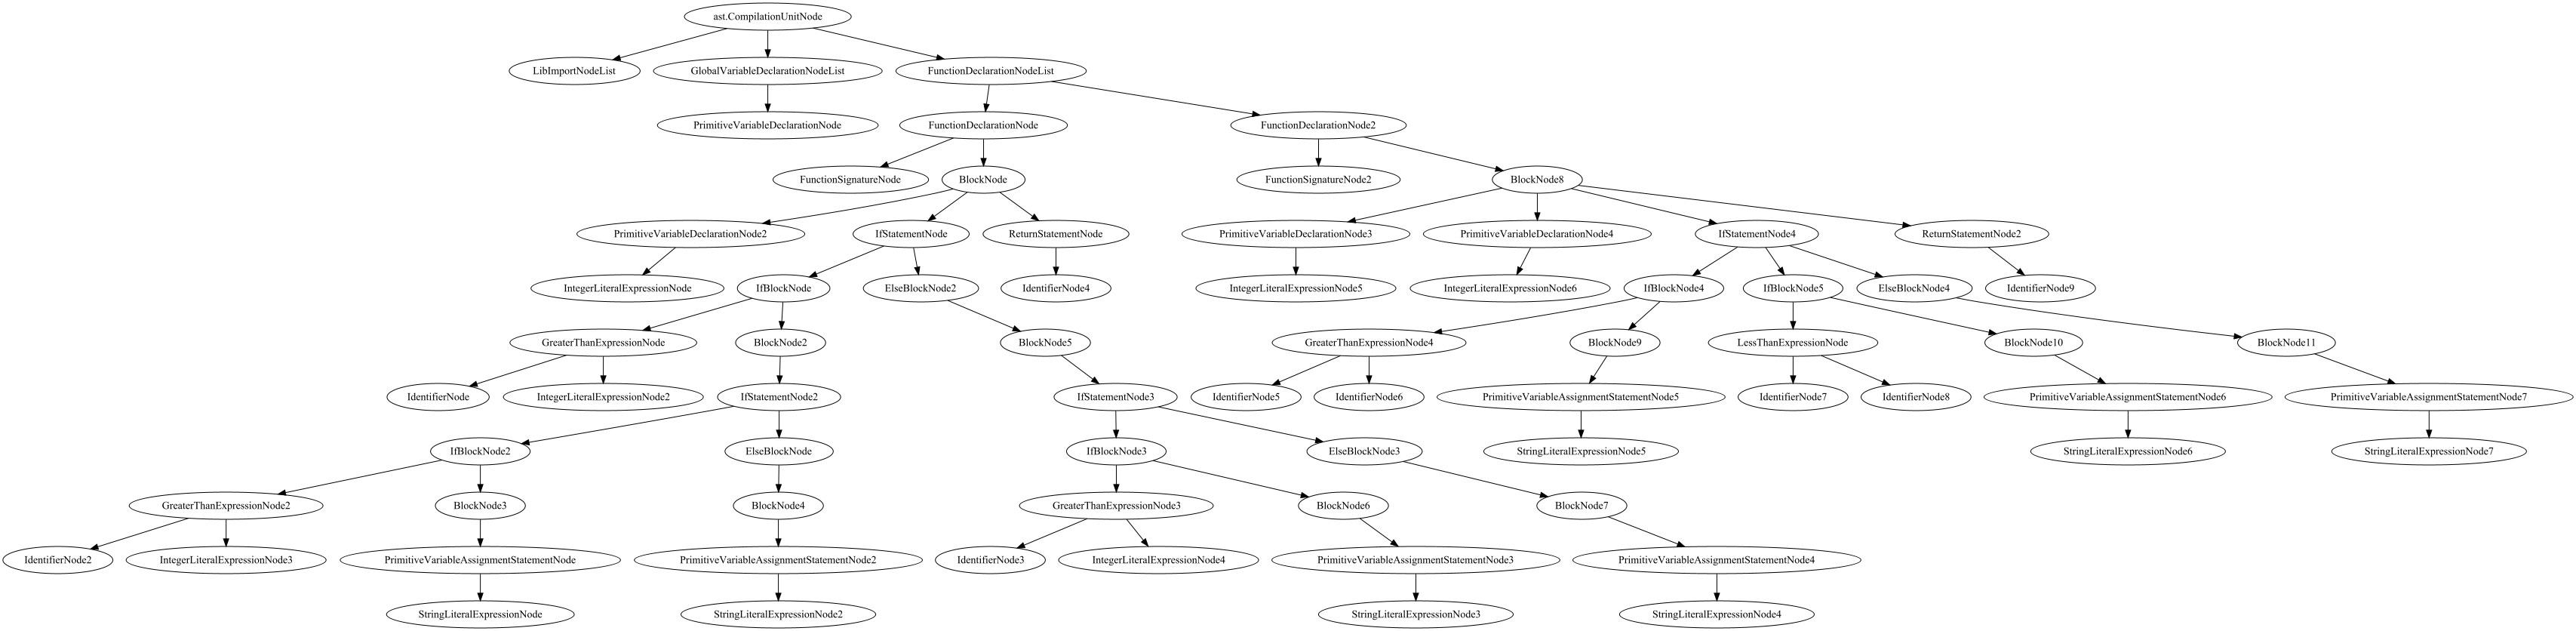 ast.CompilationUnitNode
LibImportNodeList
GlobalVariableDeclarationNodeList
FunctionDeclarationNodeList
PrimitiveVariableDeclarationNode
FunctionDeclarationNode
FunctionDeclarationNode2
FunctionSignatureNode
BlockNode
FunctionSignatureNode2
BlockNode8
PrimitiveVariableDeclarationNode2
IfStatementNode
ReturnStatementNode
PrimitiveVariableDeclarationNode3
PrimitiveVariableDeclarationNode4
IfStatementNode4
ReturnStatementNode2
IntegerLiteralExpressionNode
IfBlockNode
ElseBlockNode2
IdentifierNode4
IntegerLiteralExpressionNode5
IntegerLiteralExpressionNode6
IfBlockNode4
IfBlockNode5
ElseBlockNode4
IdentifierNode9
GreaterThanExpressionNode
BlockNode2
BlockNode5
GreaterThanExpressionNode4
BlockNode9
LessThanExpressionNode
BlockNode10
BlockNode11
IdentifierNode
IntegerLiteralExpressionNode2
IfStatementNode2
IfStatementNode3
IdentifierNode5
IdentifierNode6
PrimitiveVariableAssignmentStatementNode5
IdentifierNode7
IdentifierNode8
PrimitiveVariableAssignmentStatementNode6
PrimitiveVariableAssignmentStatementNode7
IfBlockNode2
ElseBlockNode
IfBlockNode3
ElseBlockNode3
StringLiteralExpressionNode5
StringLiteralExpressionNode6
StringLiteralExpressionNode7
GreaterThanExpressionNode2
BlockNode3
BlockNode4
GreaterThanExpressionNode3
BlockNode6
BlockNode7
IdentifierNode2
IntegerLiteralExpressionNode3
PrimitiveVariableAssignmentStatementNode
PrimitiveVariableAssignmentStatementNode2
IdentifierNode3
IntegerLiteralExpressionNode4
PrimitiveVariableAssignmentStatementNode3
PrimitiveVariableAssignmentStatementNode4
StringLiteralExpressionNode
StringLiteralExpressionNode2
StringLiteralExpressionNode3
StringLiteralExpressionNode4